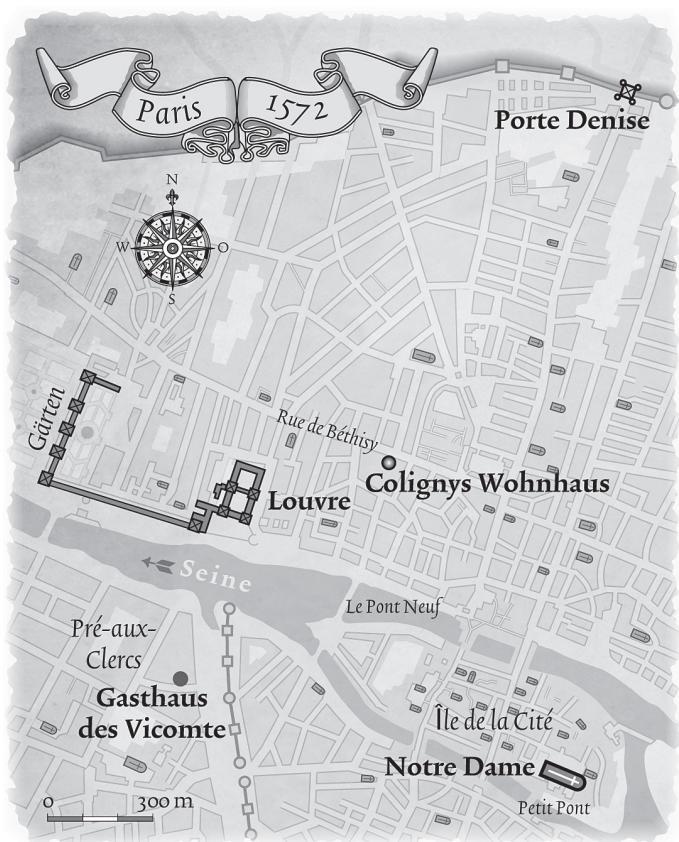 Paris 1572
Porte Denise
N
W
O
S
Gärten
Rue de Béthisy
Colignys Wohnhaus
Louvre
Seine
Le Pont Neuf
Pré-aux-
Clercs
Gasthaus
des Vicomte
Île de la Cité
Notre Dame
Petit Pont
0 300 m